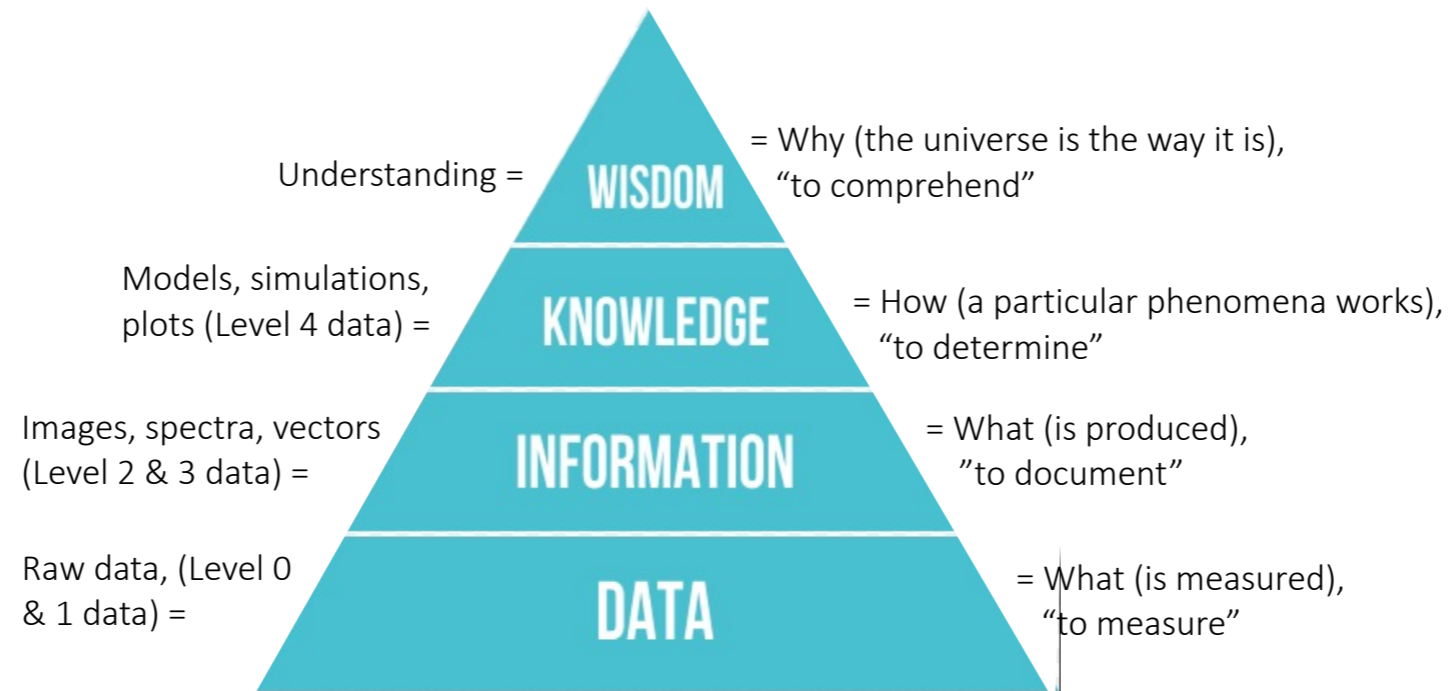 Understanding =
WISDOM
= Why (the universe is the way it is),
“to comprehend”
Models, simulations,
plots (Level 4 data) =
KNOWLEDGE
= How (a particular phenomena works),
“to determine”
Images, spectra, vectors
(Level 2 & 3 data) =
INFORMATION
= What (is produced),
”to document”
Raw data, (Level 0
& 1 data) =
DATA
= What (is measured),
“to measure”